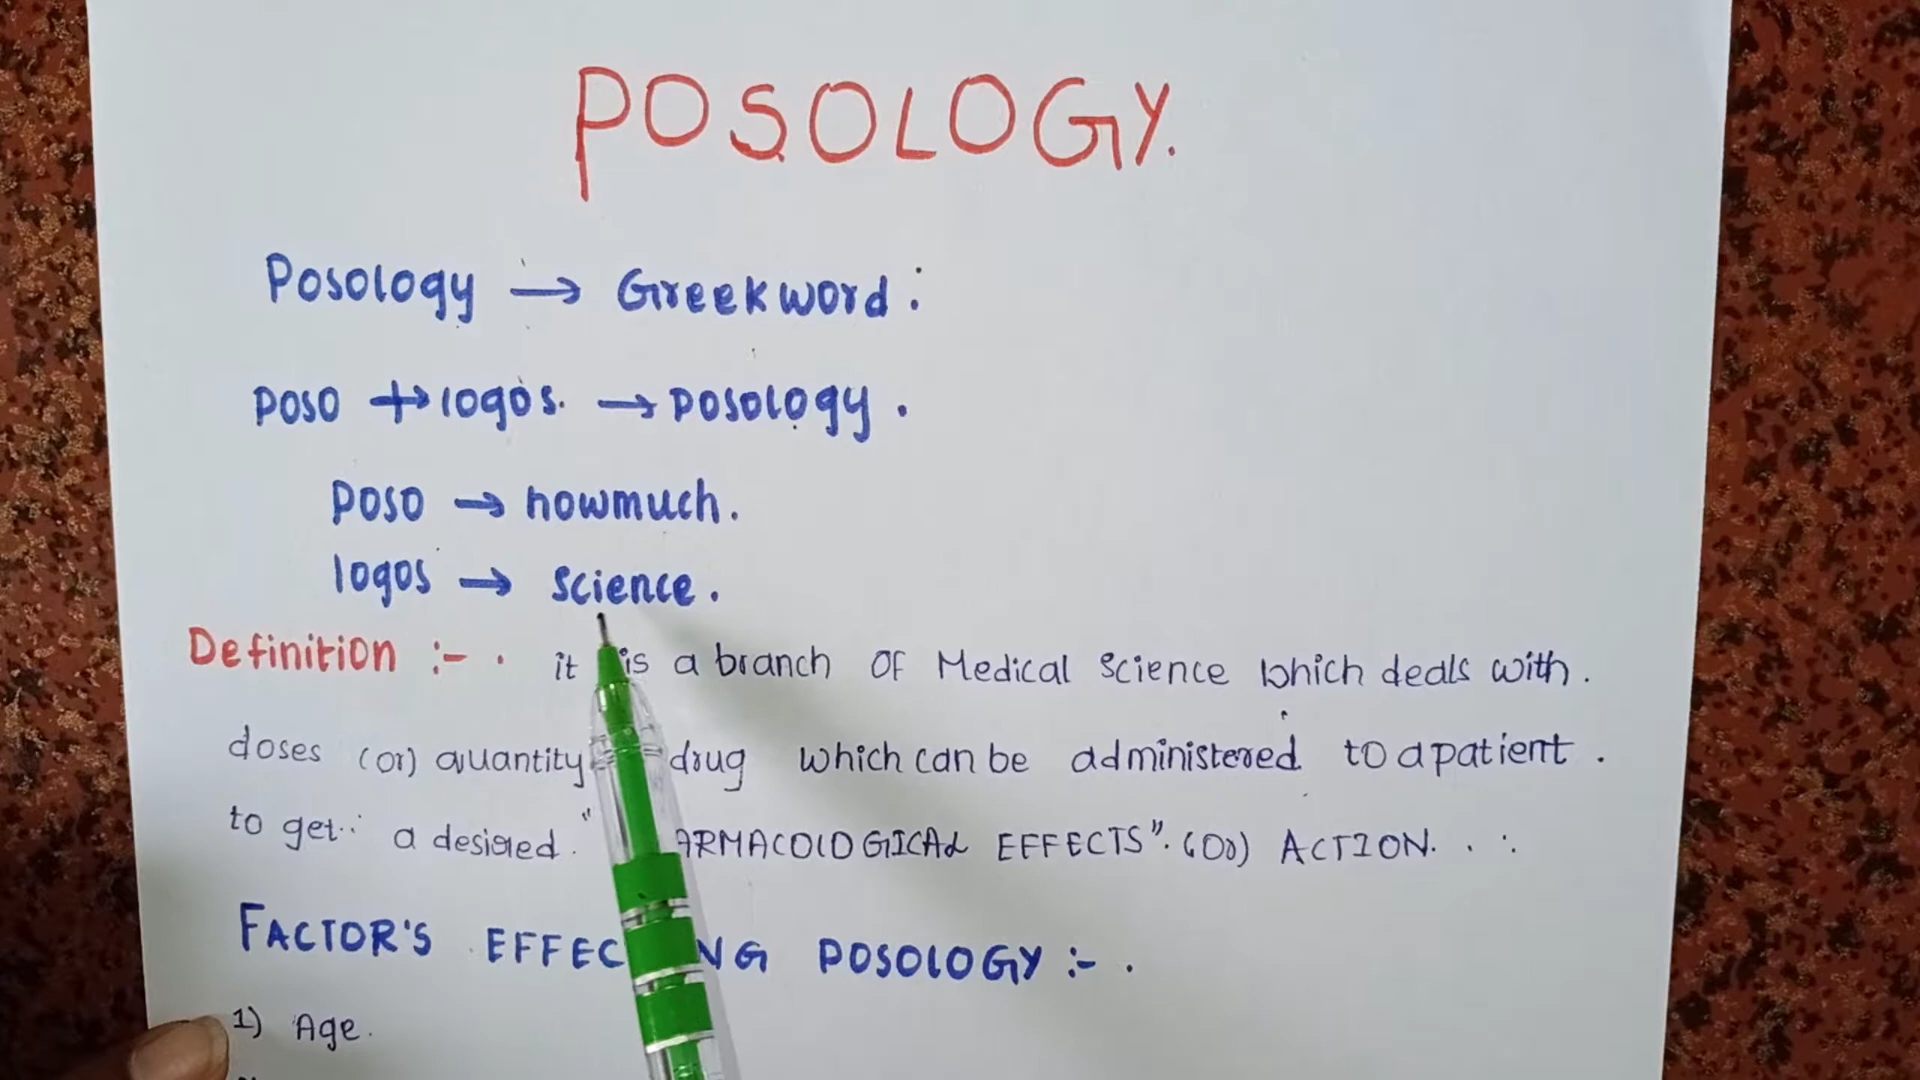 POSOLOGY.
Posology → Greek word :
poso + → logos. → posology .
poso → howmuch.
logos → science .
Definition :- . it is a branch OF Medical Science which deals with .
doses (or) quantity drug which can be administered to a patient .
to get a desired . " ARMACOLOGICAL EFFECTS". (Or) ACTION.
FACTOR'S EFFEC NG POSOLOGY :- .
1) Age.